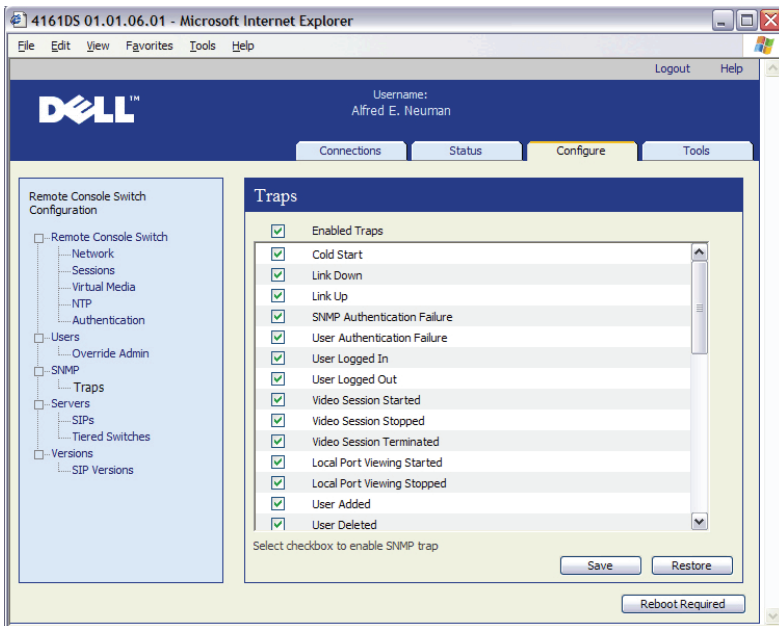 4161DS 01.01.06.01 - Microsoft Internet Explorer
File Edit View Favorites Tools Help
Logout Help
DELL™
Username:
Alfred E. Neuman
Connections Status Configure Tools
Remote Console Switch
Configuration
Remote Console Switch
Network
Sessions
Virtual Media
NTP
Authentication
Users
Override Admin
SNMP
Traps
Servers
SIPs
Tiered Switches
Versions
SIP Versions
Traps
Enabled Traps
Cold Start
Link Down
Link Up
SNMP Authentication Failure
User Authentication Failure
User Logged In
User Logged Out
Video Session Started
Video Session Stopped
Video Session Terminated
Local Port Viewing Started
Local Port Viewing Stopped
User Added
User Deleted
Select checkbox to enable SNMP trap
Save Restore
Reboot Required